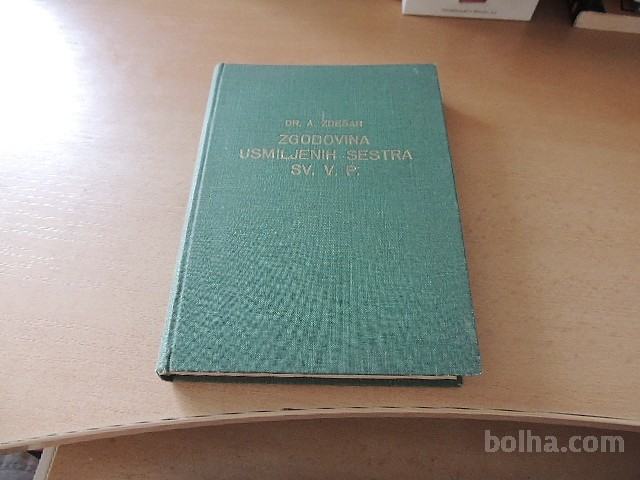 DR. A. ZDEŠAR
ZGODOVINA
USMILJENIH SESTRA
SV. V. P.
bolha.com